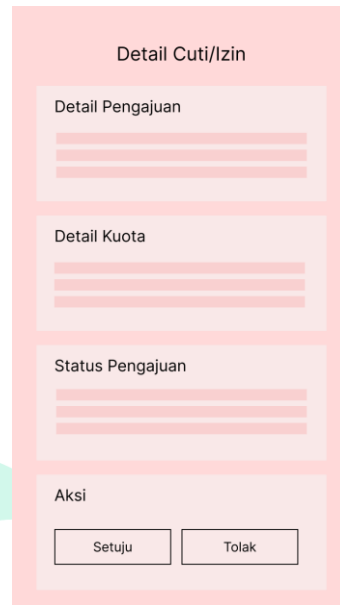 Detail Cuti/Izin
Detail Pengajuan
Detail Kuota
Status Pengajuan
Aksi
Setuju Tolak